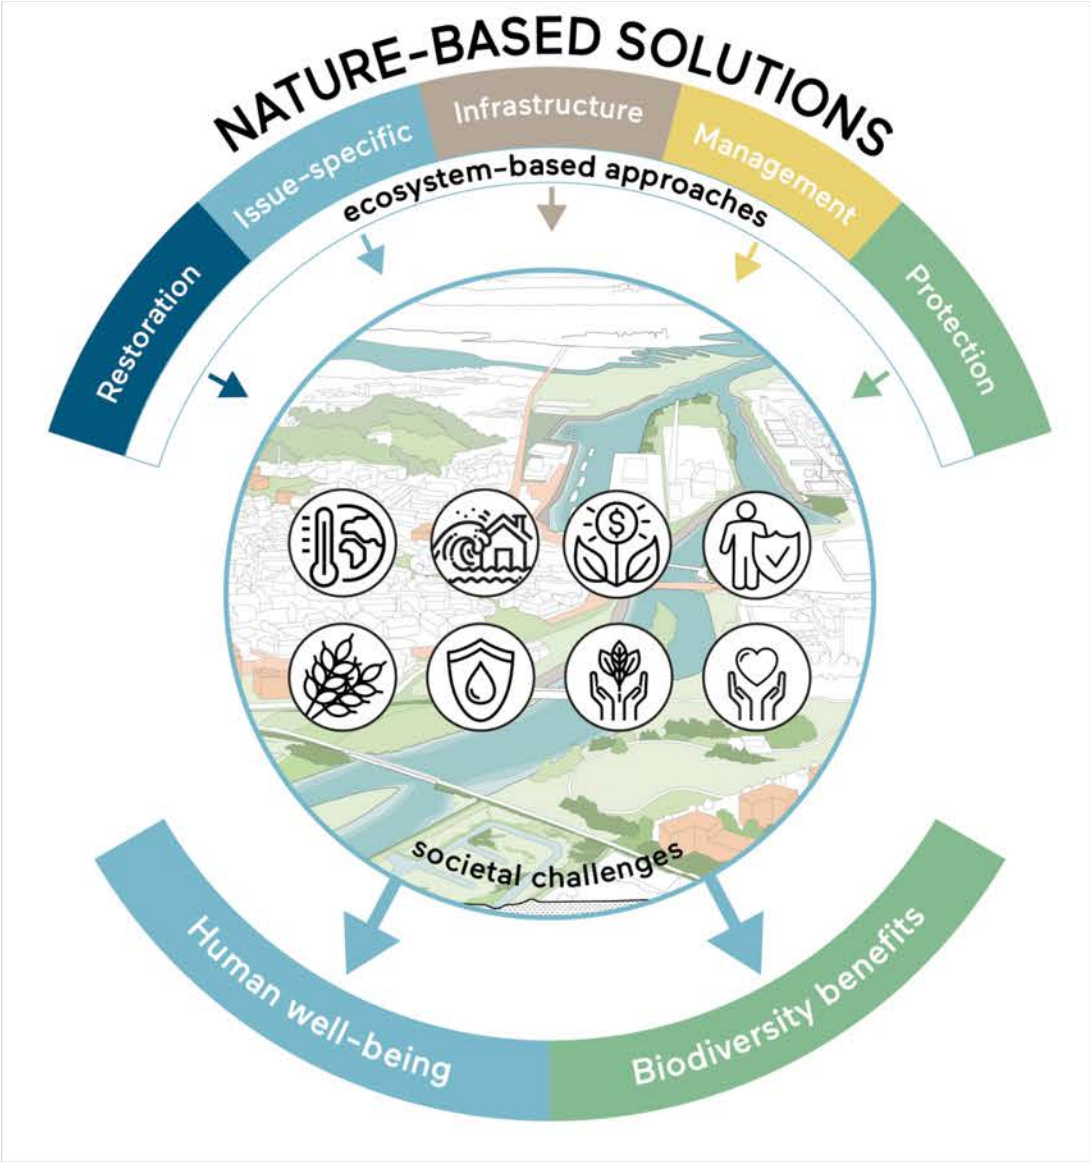 NATURE-BASED SOLUTIONS
Restoration
Issue-specific
Infrastructure
Management
Protection
ecosystem-based approaches
$
societal challenges
Human well-being
Biodiversity benefits